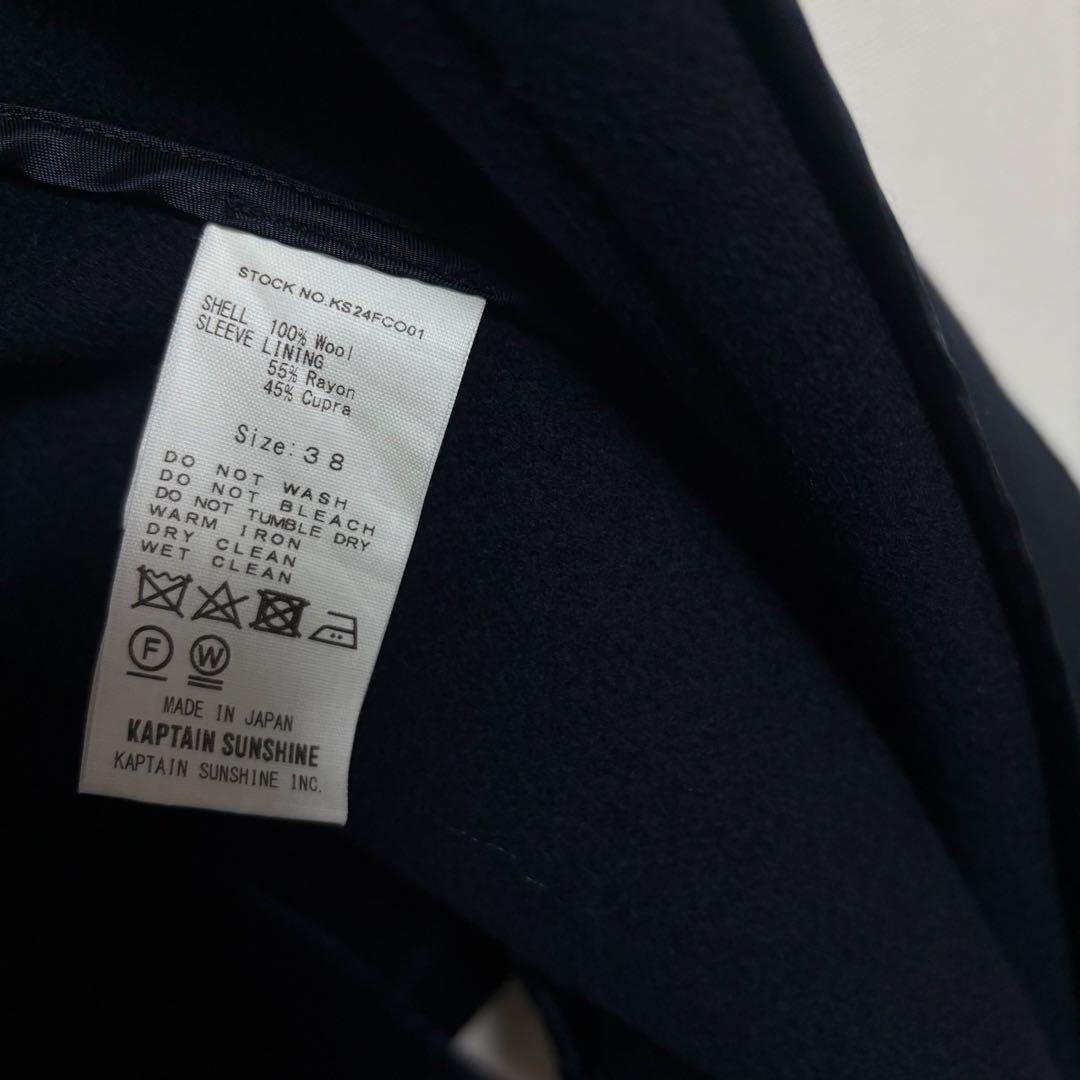 STOCK NO.KS24FCO01
SHELL
100% Wool
SLEEVE LINING
55% Rayon
45% Cupra
Size:38
DO NOT WASH
DO NOT BLEACH
DO NOT TUMBLE DRY
WARM IRON
DRY CLEAN
WET CLEAN
F W
MADE IN JAPAN
KAPTAIN SUNSHINE
KAPTAIN SUNSHINE INC.